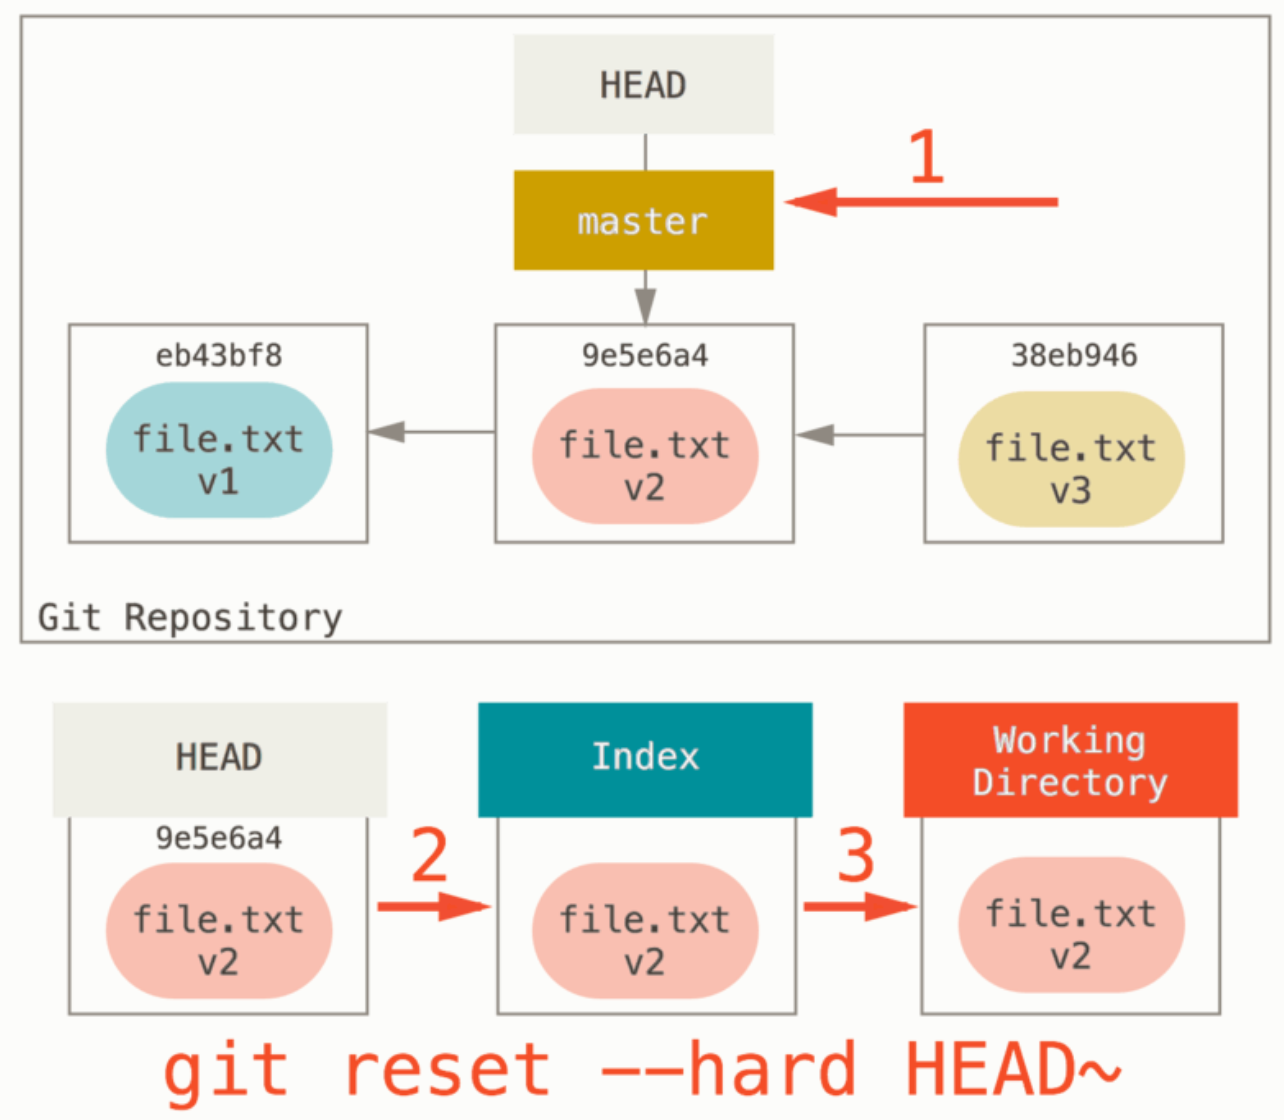 HEAD
1
master
eb43bf8
file.txt
v1
9e5e6a4
file.txt
v2
38eb946
file.txt
v3
Git Repository
HEAD
9e5e6a4
file.txt
v2
2
Index
file.txt
v2
3
Working
Directory
file.txt
v2
git reset --hard HEAD~